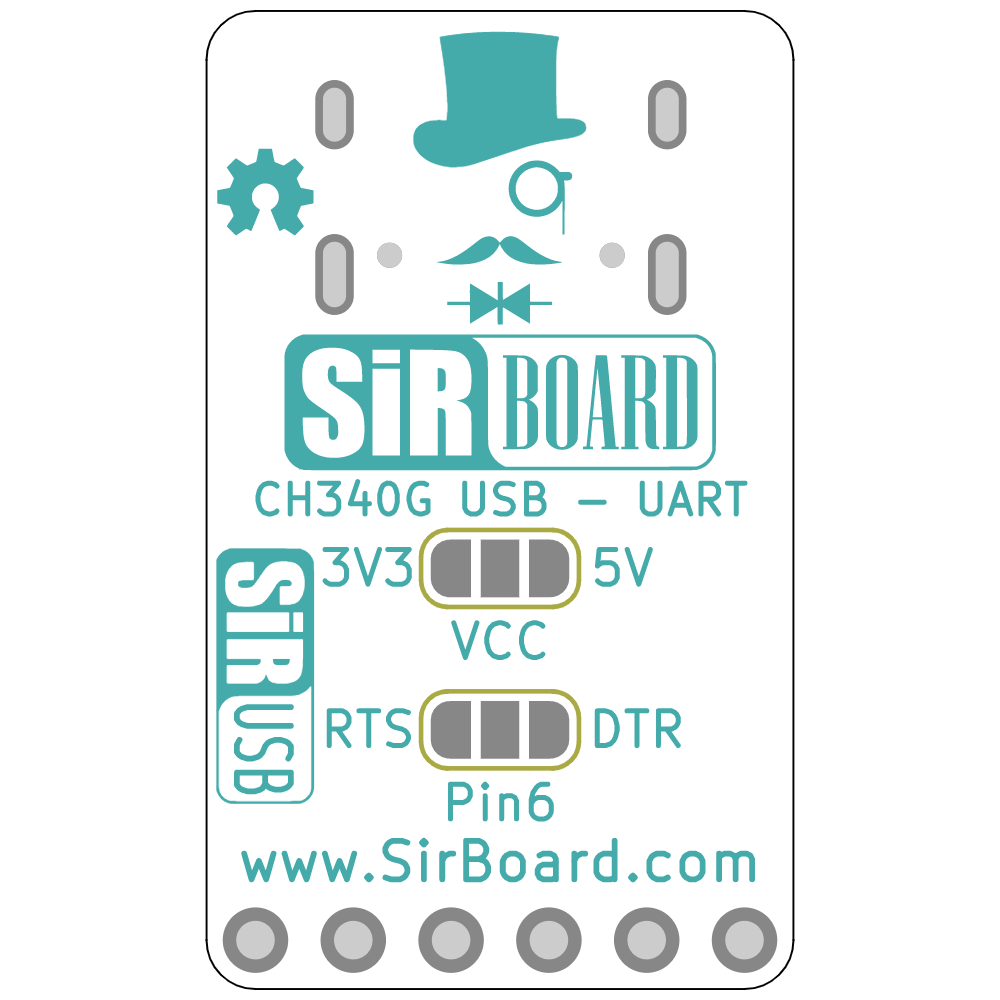 SiR BOARD
CH340G USB - UART
3V3 5V
VCC
SiR USB
RTS DTR
Pin6
www.SirBoard.com